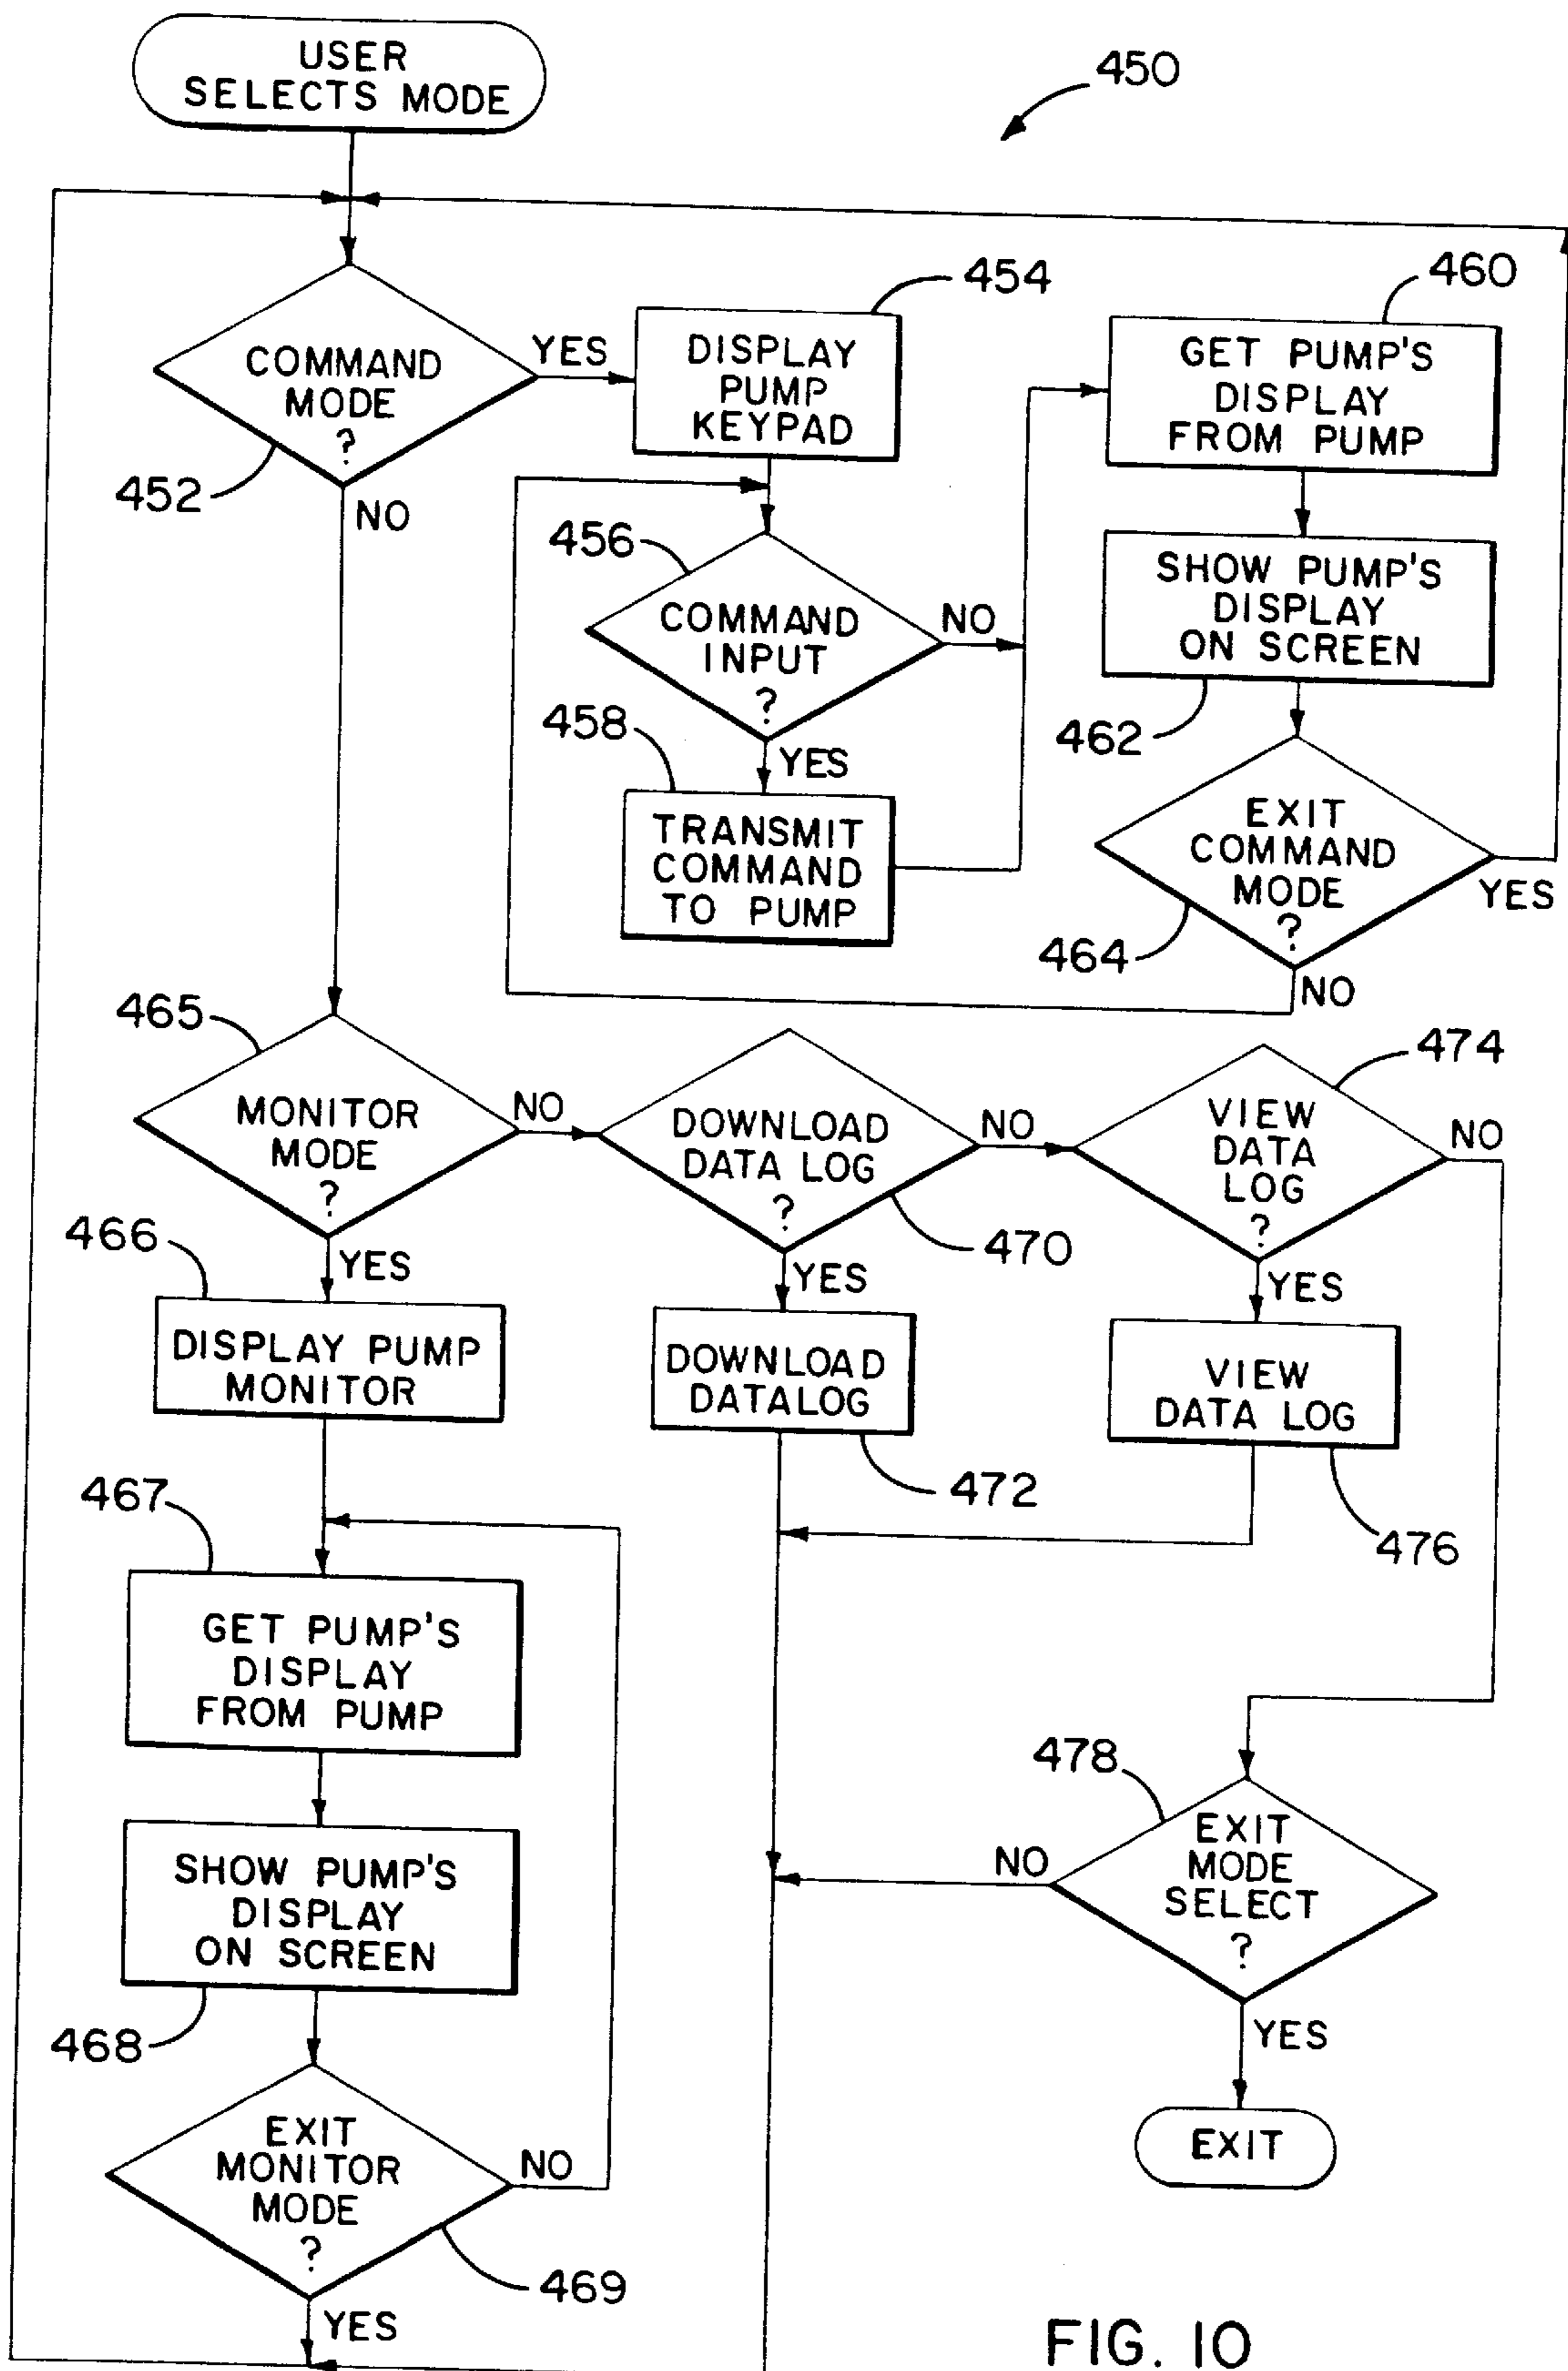 USER
SELECTS MODE
450
COMMAND
MODE
?
452
YES
NO
454
DISPLAY
PUMP
KEYPAD
456
COMMAND
INPUT
?
NO
YES
458
TRANSMIT
COMMAND
TO PUMP
460
GET PUMP'S
DISPLAY
FROM PUMP
SHOW PUMP'S
DISPLAY
ON SCREEN
462
EXIT
COMMAND
MODE
?
464
YES
NO
465
MONITOR
MODE
?
NO
YES
DOWNLOAD
DATA LOG
?
470
NO
YES
474
VIEW
DATA
LOG
?
NO
YES
466
DISPLAY PUMP
MONITOR
DOWNLOAD
DATALOG
472
VIEW
DATA LOG
476
467
GET PUMP'S
DISPLAY
FROM PUMP
SHOW PUMP'S
DISPLAY
ON SCREEN
468
478
EXIT
MODE
SELECT
?
NO
YES
EXIT
EXIT
MONITOR
MODE
?
NO
469
YES
FIG. 10